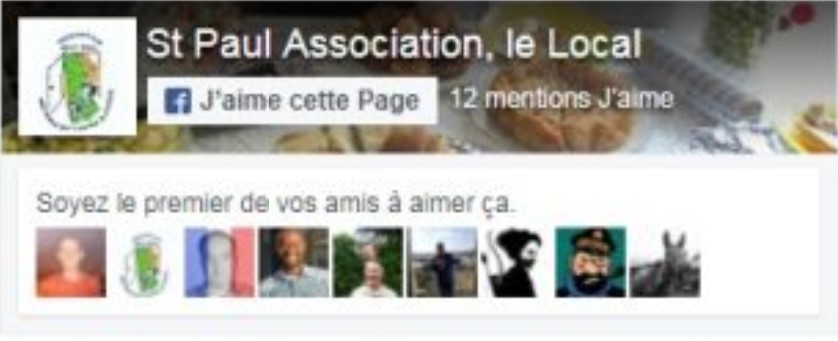 St Paul Association, le Local
J'aime cette Page 12 mentions J'aime
Soyez le premier de vos amis à aimer ça.